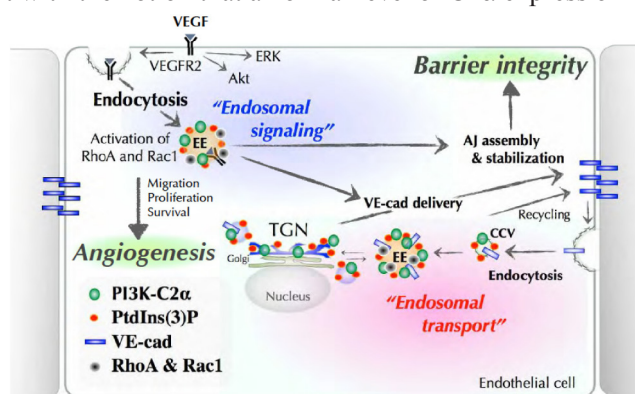 VEGF
VEGFR2
ERK
Akt
Endocytosis
Activation of
RhoA and Rac1
EE
"Endosomal
signaling"
Barrier integrity
AJ assembly
& stabilization
Migration
Proliferation
Survival
Angiogenesis
VE-cad delivery
Recycling
TGN
Golgi
Nucleus
EE
CCV
Endocytosis
"Endosomal
transport"
PI3K-C2α
PtdIns(3)P
VE-cad
RhoA & Rac1
Endothelial cell